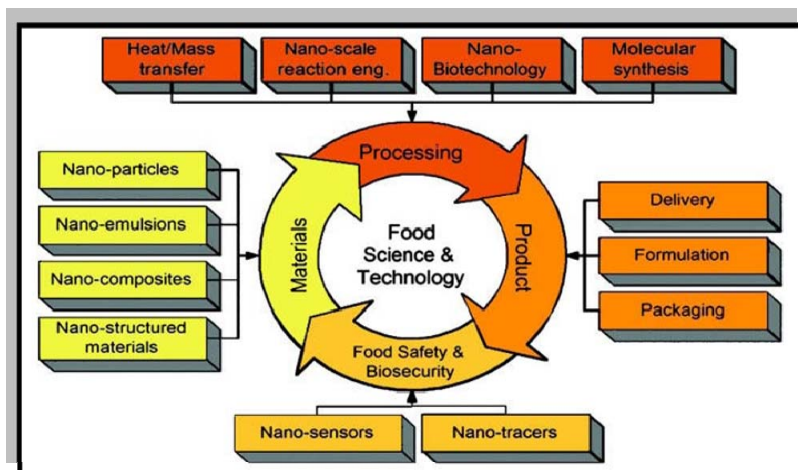 Heat/Mass
transfer
Nano-scale
reaction eng.
Nano-
Biotechnology
Molecular
synthesis
Processing
Nano-particles
Nano-emulsions
Nano-composites
Nano-structured
materials
Materials
Food
Science &
Technology
Product
Delivery
Formulation
Packaging
Food Safety &
Biosecurity
Nano-sensors
Nano-tracers